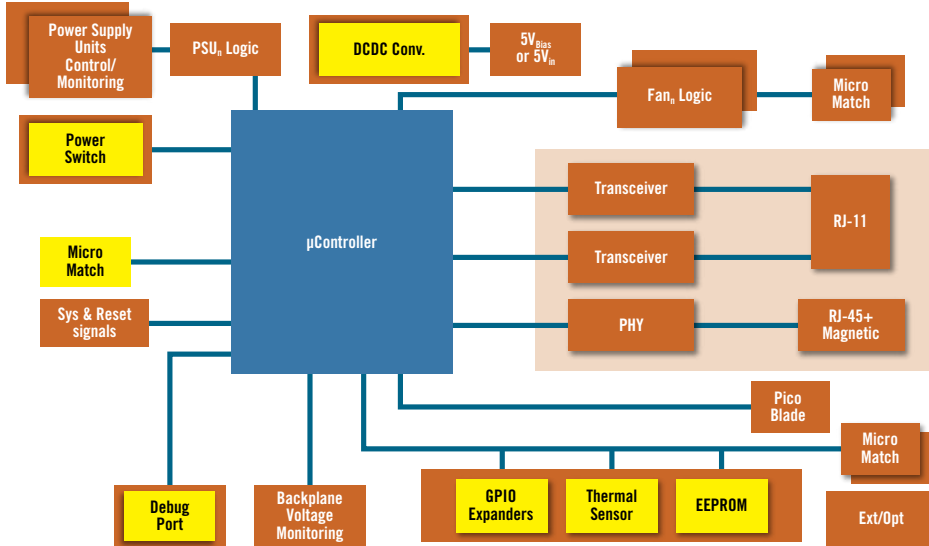 Power Supply
Units
Control/
Monitoring
PSUn Logic
DCDC Conv.
5VBias
or 5Vin
Fann Logic
Micro
Match
Power
Switch
Transceiver
RJ-11
µController
Micro
Match
Transceiver
Sys & Reset
signals
PHY
RJ-45+
Magnetic
Pico
Blade
Micro
Match
Debug
Port
Backplane
Voltage
Monitoring
GPIO
Expanders
Thermal
Sensor
EEPROM
Ext/Opt